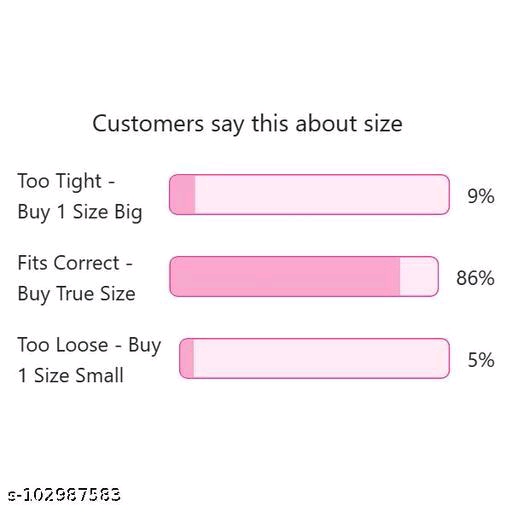 Customers say this about size
Too Tight -
Buy 1 Size Big
9%
Fits Correct -
Buy True Size
86%
Too Loose - Buy
1 Size Small
5%
s-102987583